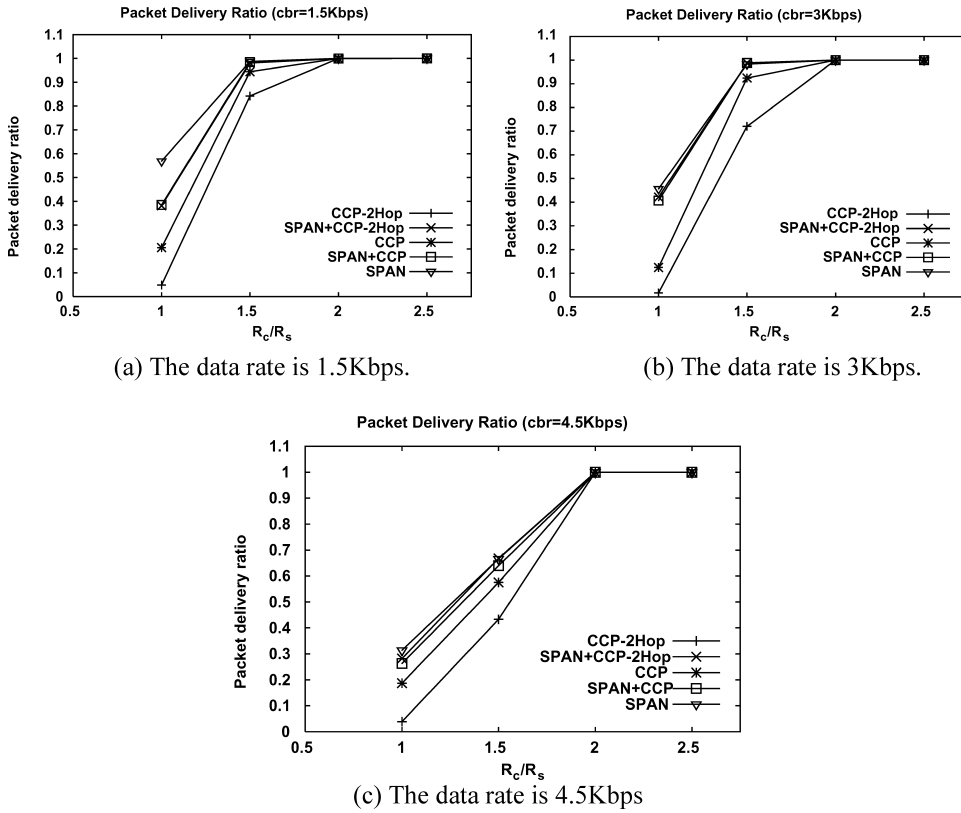 Packet Delivery Ratio (cbr=1.5Kbps)
1.1
1
0.9
0.8
0.7
0.6
0.5
0.4
0.3
0.2
0.1
0
Packet delivery ratio
CCP-2Hop
SPAN+CCP-2Hop
CCP
SPAN+CCP
SPAN
0.5 1 1.5 2 2.5
Rc/Rs
(a) The data rate is 1.5Kbps.
Packet Delivery Ratio (cbr=3Kbps)
1.1
1
0.9
0.8
0.7
0.6
0.5
0.4
0.3
0.2
0.1
0
Packet delivery ratio
CCP-2Hop
SPAN+CCP-2Hop
CCP
SPAN+CCP
SPAN
0.5 1 1.5 2 2.5
Rc/Rs
(b) The data rate is 3Kbps.
Packet Delivery Ratio (cbr=4.5Kbps)
1.1
1
0.9
0.8
0.7
0.6
0.5
0.4
0.3
0.2
0.1
0
Packet delivery ratio
CCP-2Hop
SPAN+CCP-2Hop
CCP
SPAN+CCP
SPAN
0.5 1 1.5 2 2.5
Rc/Rs
(c) The data rate is 4.5Kbps